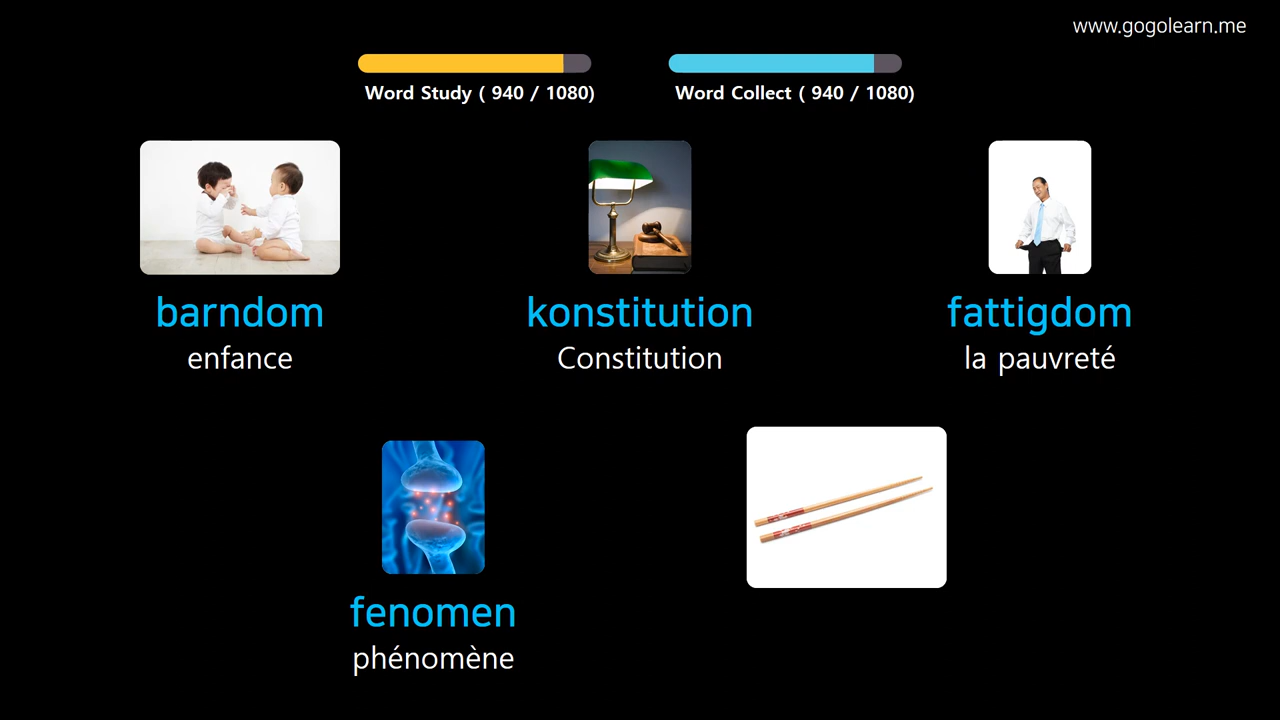 www.gogolearn.me
Word Study ( 940 / 1080)
Word Collect ( 940 / 1080)
barndom
enfance
konstitution
Constitution
fattigdom
la pauvreté
fenomen
phénomène